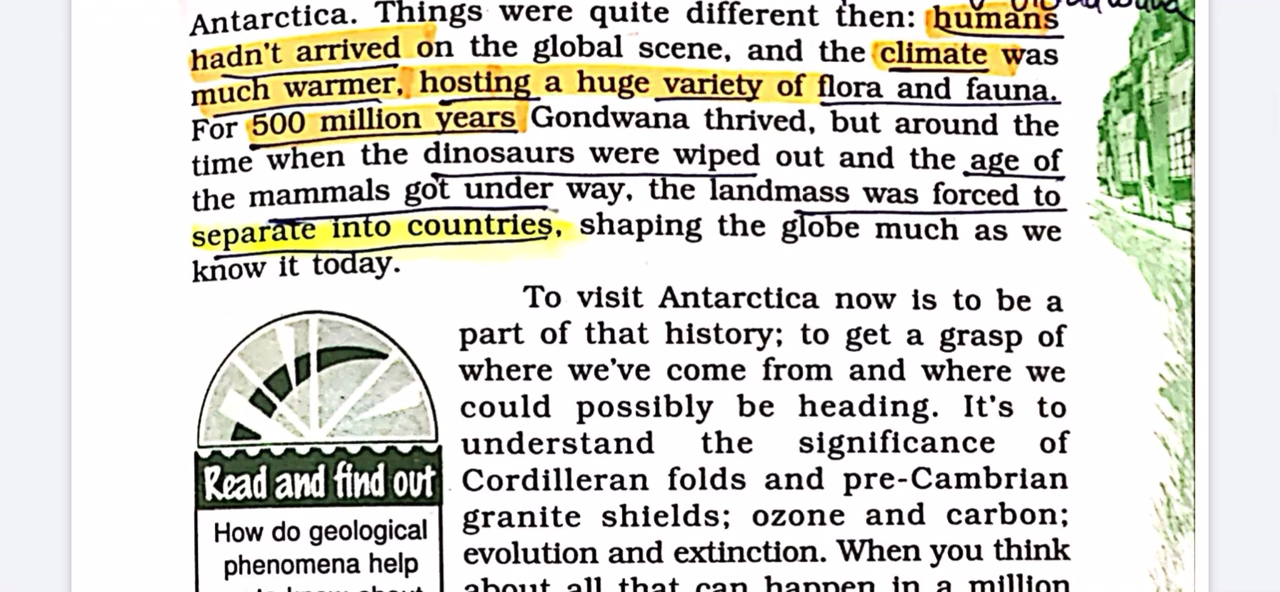 Antarctica. Things were quite different then: humans
hadn't arrived on the global scene, and the climate was
much warmer, hosting a huge variety of flora and fauna.
For 500 million years Gondwana thrived, but around the
time when the dinosaurs were wiped out and the age of
the mammals got under way, the landmass was forced to
separate into countries, shaping the globe much as we
know it today.
To visit Antarctica now is to be a
part of that history; to get a grasp of
where we've come from and where we
could possibly be heading. It's to
understand the significance of
Cordilleran folds and pre-Cambrian
granite shields; ozone and carbon;
evolution and extinction. When you think
about all that can happen in a million
Read and find out
How do geological
phenomena help
know about